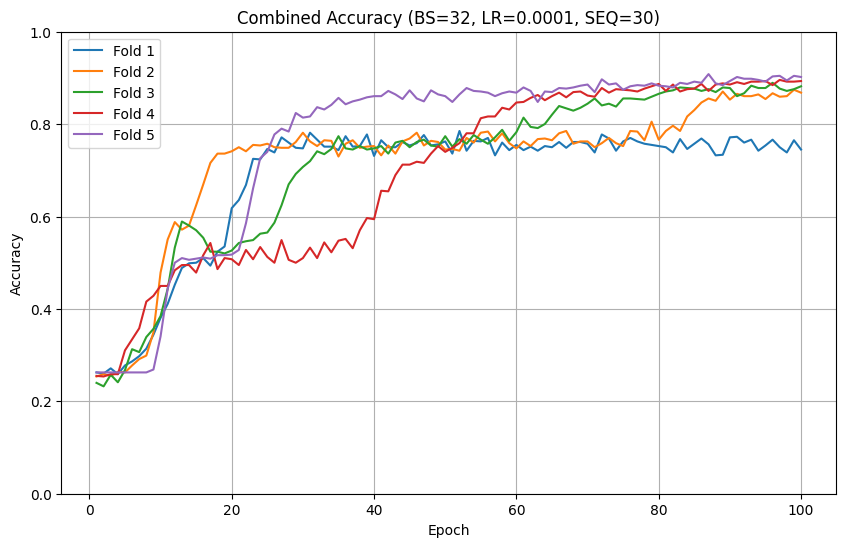 Combined Accuracy (BS=32, LR=0.0001, SEQ=30)
Fold 1
Fold 2
Fold 3
Fold 4
Fold 5
Accuracy
1.0
0.8
0.6
0.4
0.2
0.0
0 20 40 60 80 100
Epoch